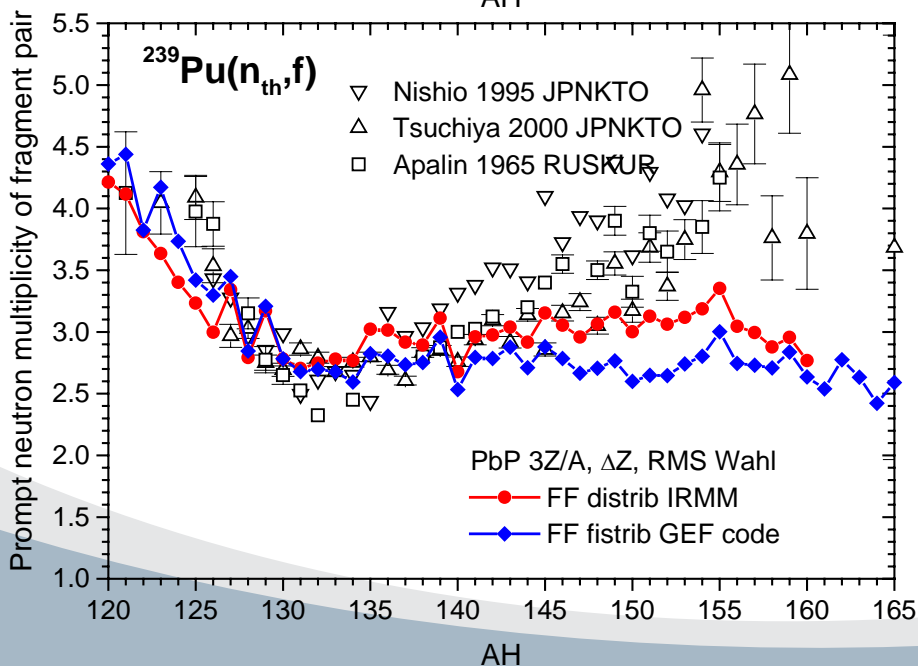 AH
Prompt neutron multiplicity of fragment pair
5.5
5.0
4.5
4.0
3.5
3.0
2.5
2.0
1.5
1.0
²³⁹Pu(nₜₕ,f)
Nishio 1995 JPNKTO
Tsuchiya 2000 JPNKTO
Apalin 1965 RUSKUR
PbP 3Z/A, ΔZ, RMS Wahl
FF distrib IRMM
FF fistrib GEF code
120 125 130 135 140 145 150 155 160 165
AH